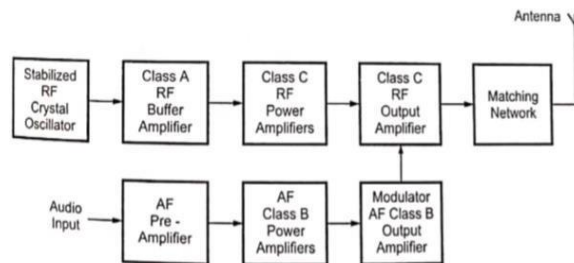 Antenna
Stabilized
RF
Crystal
Oscillator
Class A
RF
Buffer
Amplifier
Class C
RF
Power
Amplifiers
Class C
RF
Output
Amplifier
Matching
Network
Audio
Input
AF
Pre -
Amplifier
AF
Class B
Power
Amplifiers
Modulator
AF Class B
Output
Amplifier